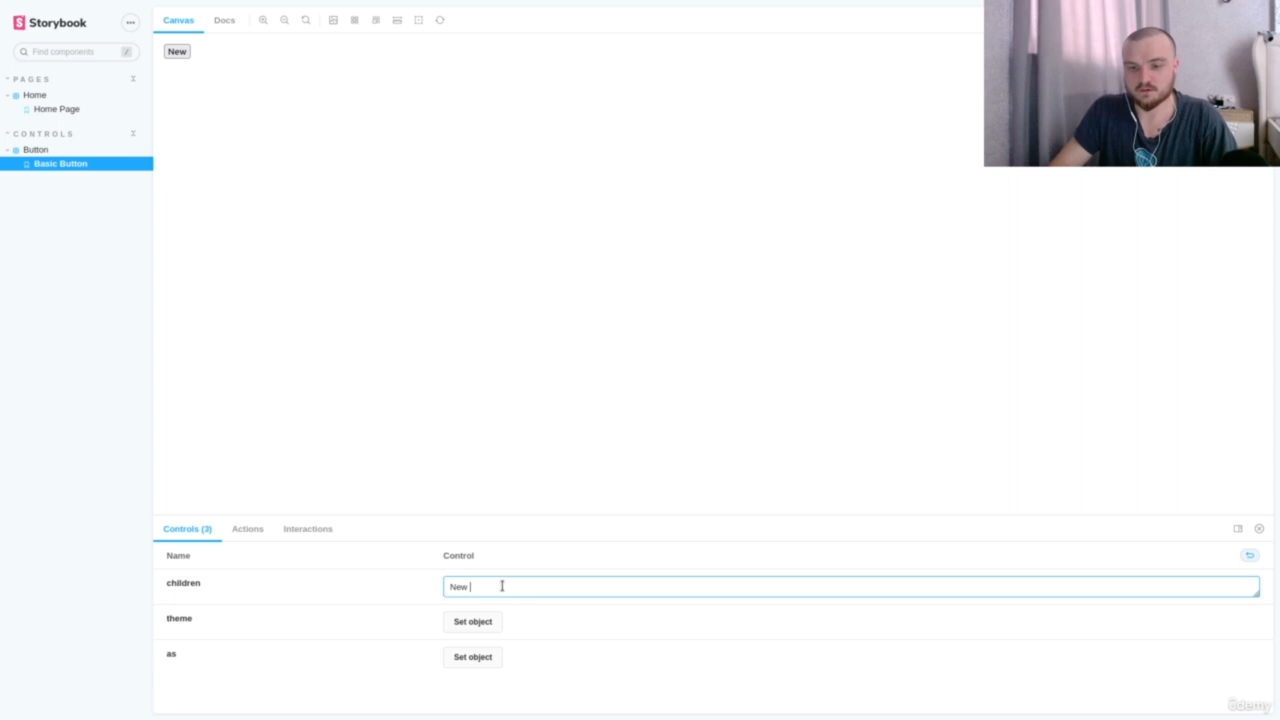 Storybook
Find components
/
PAGES
Home
Home Page
CONTROLS
Button
Basic Button
Canvas
Docs
New
Controls (3)
Actions
Interactions
Name
Control
children
New
theme
Set object
as
Set object
ûdemy